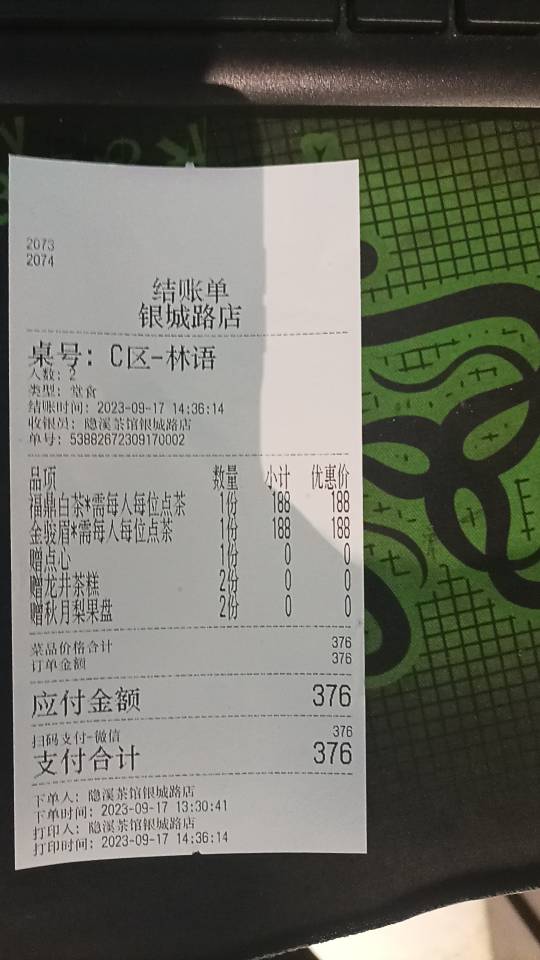 2073
2074
结账单
银城路店
桌号: C区-林语
人数: 2
类型: 堂食
结账时间: 2023-09-17 14:36:14
收银员: 隐溪茶馆银城路店
单号: 53882672309170002
品项 数量 小计 优惠价
福鼎白茶*需每人每位点茶 1份 188 188
金骏眉*需每人每位点茶 1份 188 188
赠点心 1份 0 0
赠龙井茶糕 2份 0 0
赠秋月梨果盘 2份 0 0
菜品价格合计 376
订单金额 376
应付金额 376
扫码支付-微信 376
支付合计 376
下单人: 隐溪茶馆银城路店
下单时间: 2023-09-17 13:30:41
打印人: 隐溪茶馆银城路店
打印时间: 2023-09-17 14:36:14